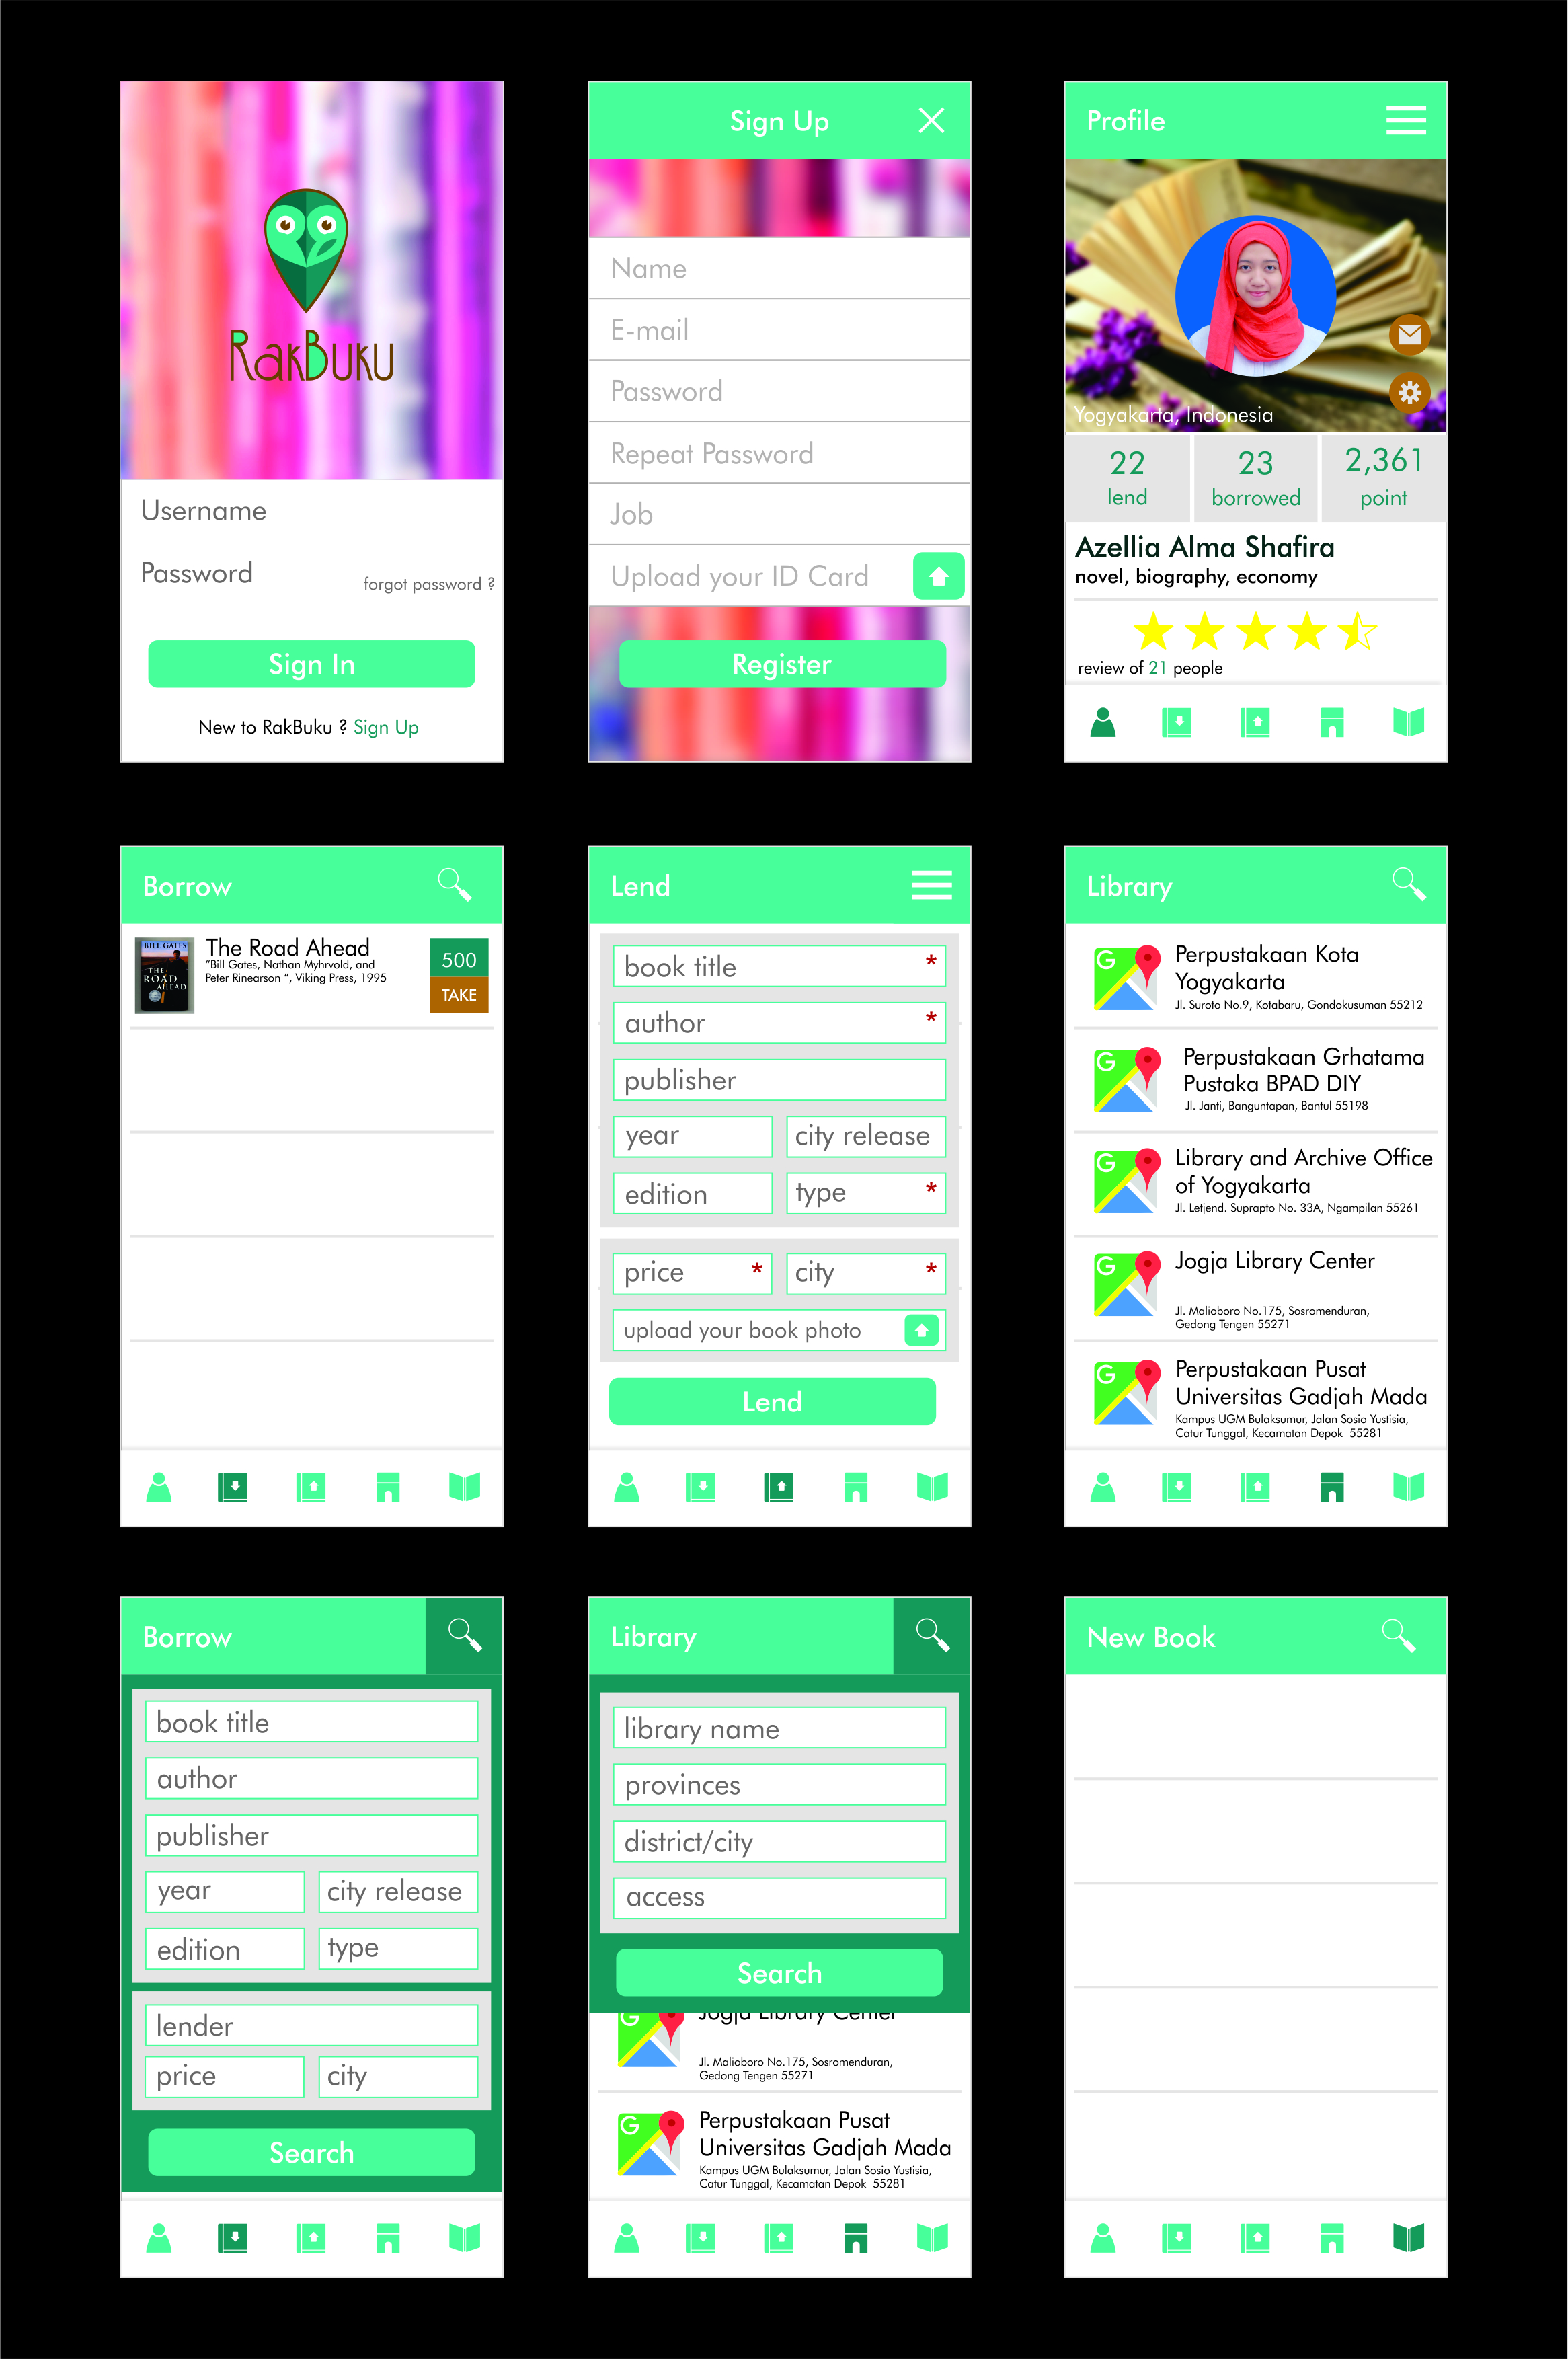 RakBuku
Username
Password
forgot password ?
Sign In
New to RakBuku ? Sign Up
Sign Up
Name
E-mail
Password
Repeat Password
Job
Upload your ID Card
Register
Profile
Yogyakarta, Indonesia
22
lend
23
borrowed
2,361
point
Azellia Alma Shafira
novel, biography, economy
review of 21 people
Borrow
BILL GATES
THE
ROAD
AHEAD
The Road Ahead
"Bill Gates, Nathan Myhrvold, and
Peter Rinearson ", Viking Press, 1995
500
TAKE
Lend
book title *
author *
publisher
year
city release
edition
type *
price *
city *
upload your book photo
Lend
Library
G
Perpustakaan Kota
Yogyakarta
Jl. Suroto No.9, Kotabaru, Gondokusuman 55212
G
Perpustakaan Grhatama
Pustaka BPAD DIY
Jl. Janti, Banguntapan, Bantul 55198
G
Library and Archive Office
of Yogyakarta
Jl. Letjend. Suprapto No. 33A, Ngampilan 55261
G
Jogja Library Center
Jl. Malioboro No.175, Sosromenduran,
Gedong Tengen 55271
G
Perpustakaan Pusat
Universitas Gadjah Mada
Kampus UGM Bulaksumur, Jalan Sosio Yustisia,
Catur Tunggal, Kecamatan Depok 55281
Borrow
book title
author
publisher
year
city release
edition
type
lender
price
city
Search
Library
library name
provinces
district/city
access
Search
G
Jogja Library Center
Jl. Malioboro No.175, Sosromenduran,
Gedong Tengen 55271
G
Perpustakaan Pusat
Universitas Gadjah Mada
Kampus UGM Bulaksumur, Jalan Sosio Yustisia,
Catur Tunggal, Kecamatan Depok 55281
New Book